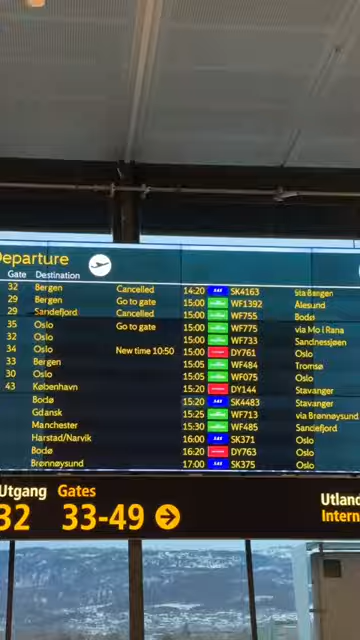 Departure
Gate Destination
32 Bergen Cancelled 14:20 SAS SK4163 Sta Bergen
29 Bergen Go to gate 15:00 WF1392 Ålesund
29 Sandefjord Cancelled 15:00 WF755 Bodø
35 Oslo Go to gate 15:00 WF775 via Mo i Rana
32 Oslo 15:00 WF733 Sandnessjøen
34 Oslo New time 10:50 15:00 DY761 Oslo
33 Bergen 15:05 WF484 Tromsø
30 Oslo 15:05 WF075 Oslo
43 København 15:20 DY144 Stavanger
Bodø 15:20 SAS SK4483 Stavanger
Gdansk 15:25 WF713 via Brønnøysund
Manchester 15:30 WF485 Sandefjord
Harstad/Narvik 16:00 SAS SK371 Oslo
Bodø 16:20 DY763 Oslo
Brønnøysund 17:00 SAS SK375 Oslo
Utgang Gates
32 33-49
Utland
Intern